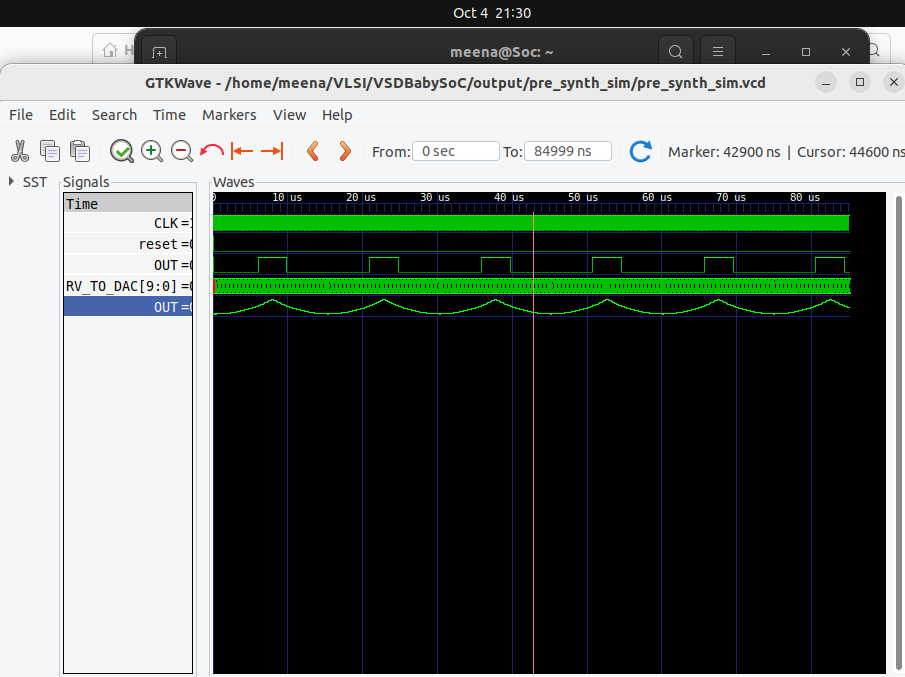 Oct 4 21:30
H
meena@Soc: ~
GTKWave - /home/meena/VLSI/VSDBabySoC/output/pre_synth_sim/pre_synth_sim.vcd
File Edit Search Time Markers View Help
From: 0 sec To: 84999 ns Marker: 42900 ns | Cursor: 44600 ns
SST Signals Waves
Time
0 10 us 20 us 30 us 40 us 50 us 60 us 70 us 80 us
CLK=1
reset=0
OUT=0
RV_TO_DAC[9:0]=0
OUT=0